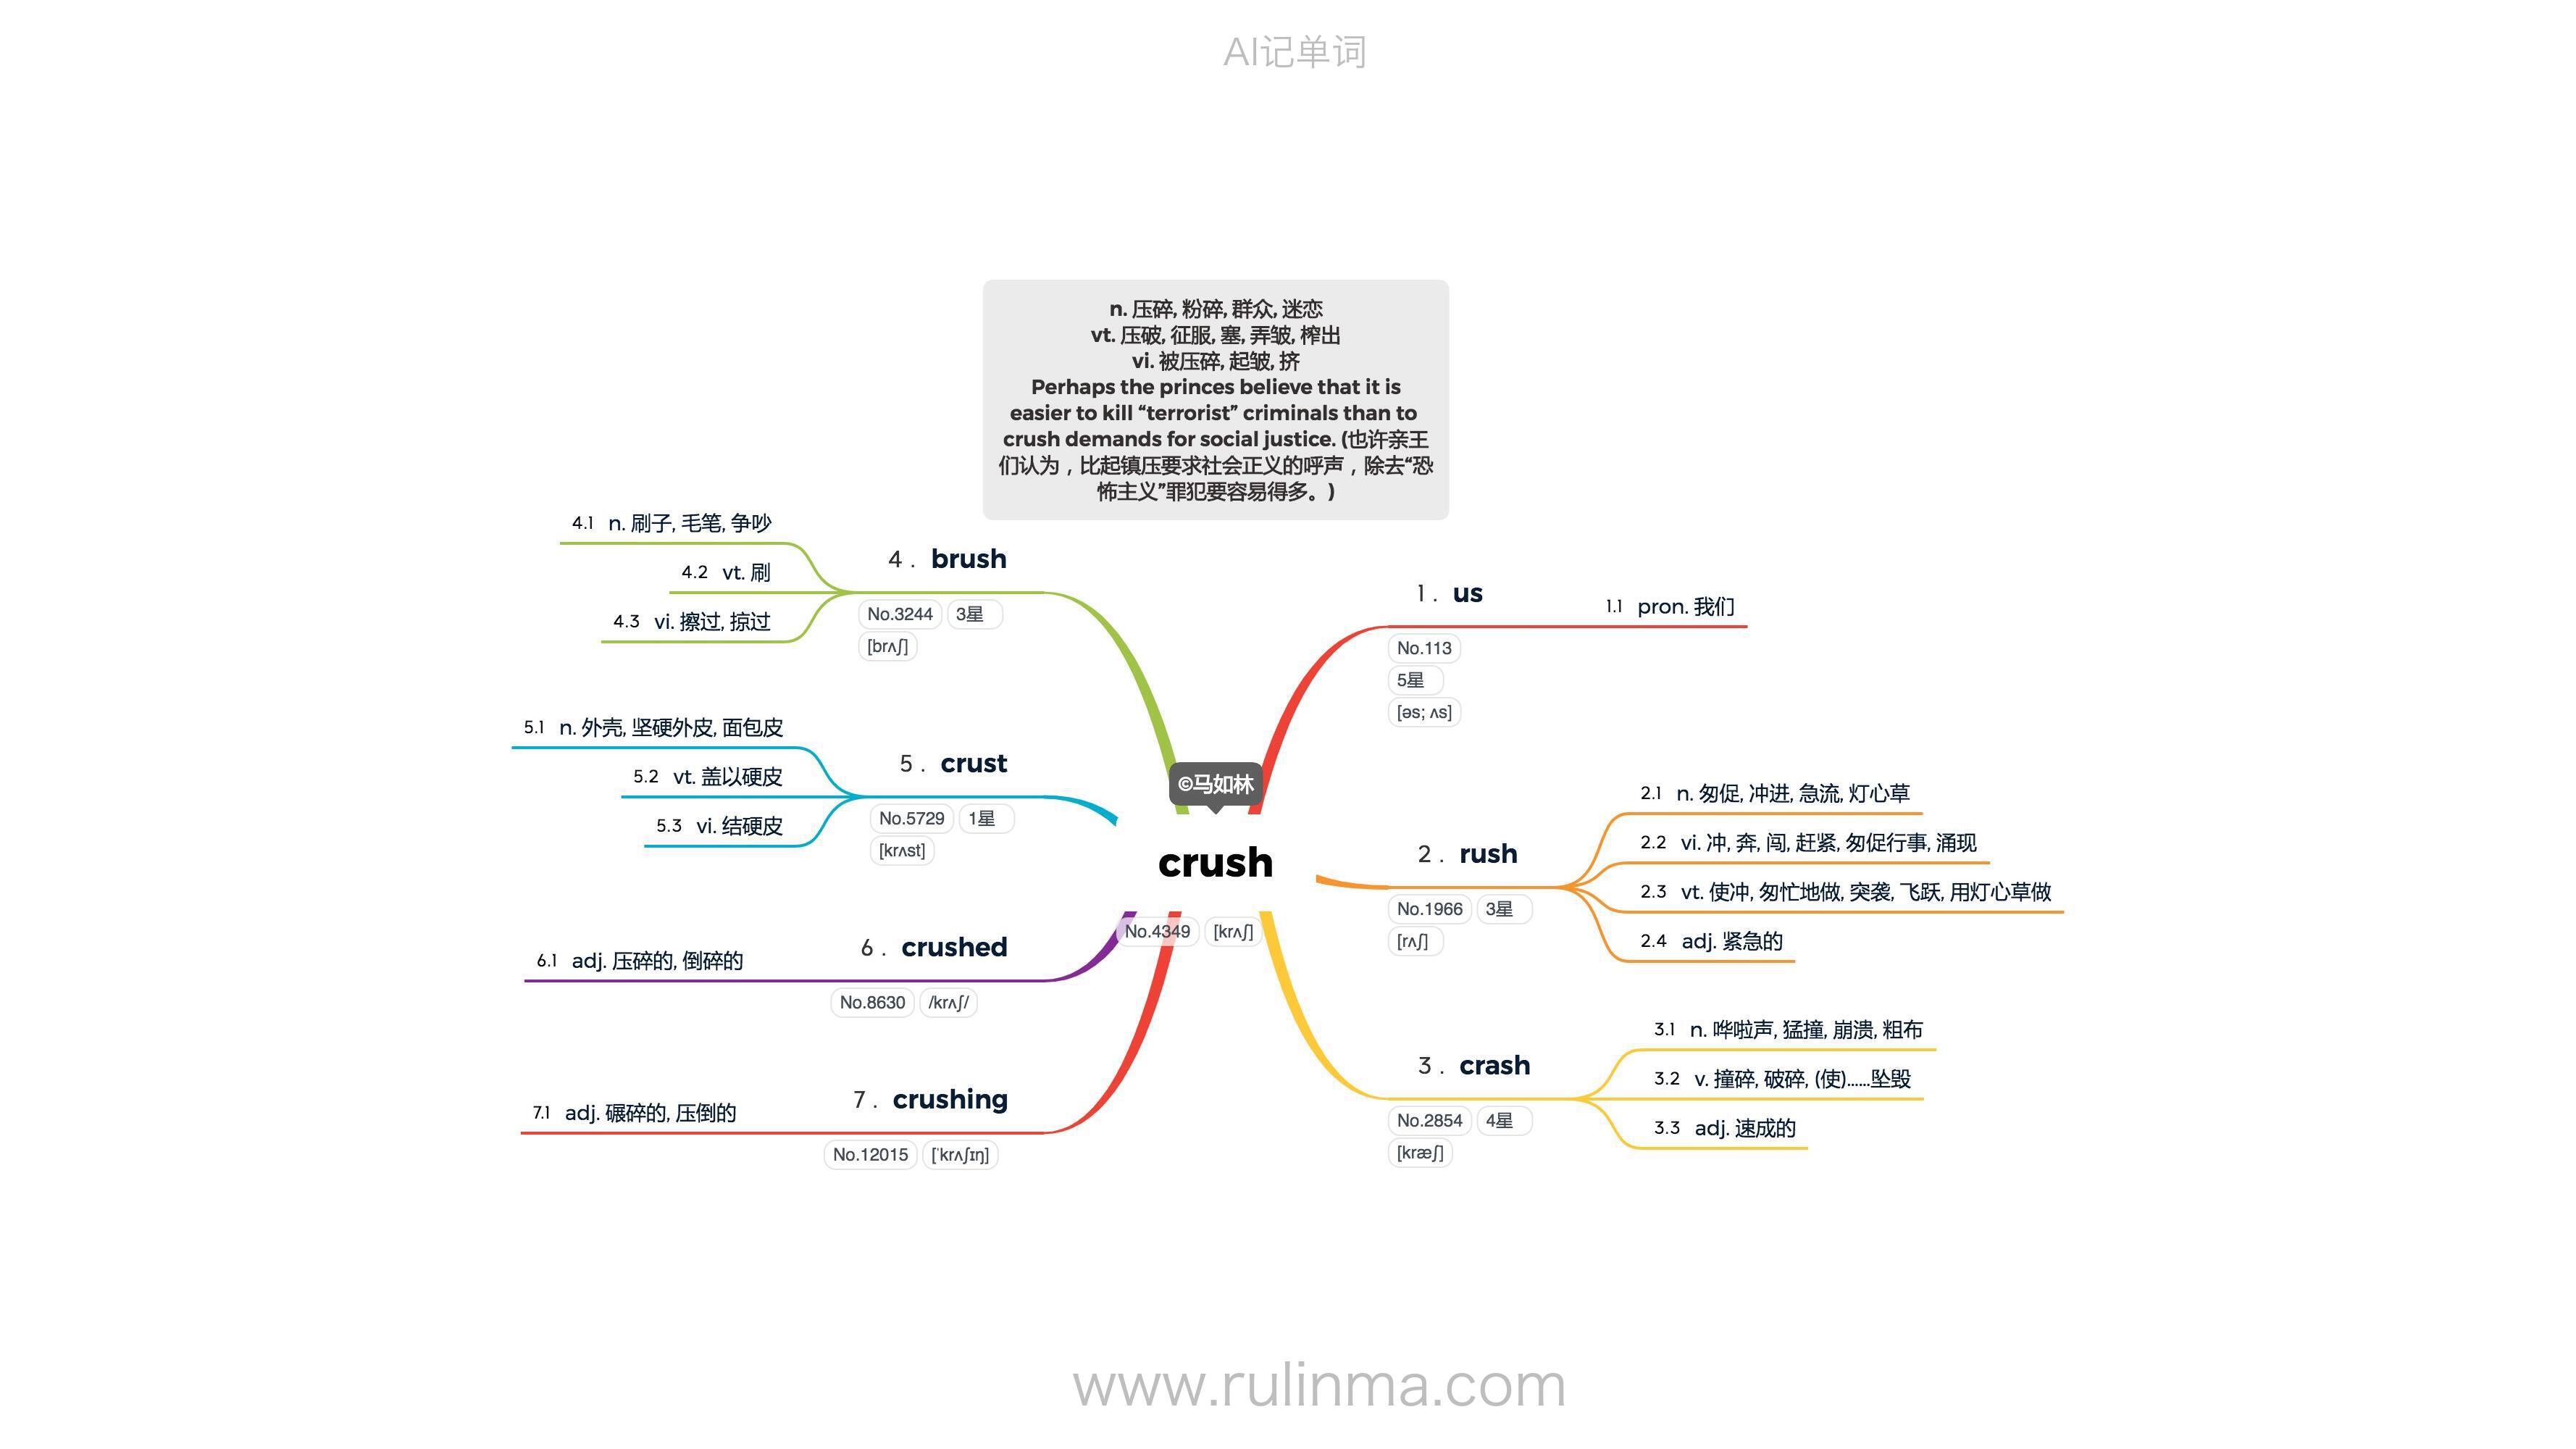 AI记单词
n. 压碎, 粉碎, 群众, 迷恋
vt. 压破, 征服, 塞, 弄皱, 榨出
vi. 被压碎, 起皱, 挤
Perhaps the princes believe that it is
easier to kill “terrorist” criminals than to
crush demands for social justice. (也许亲王
们认为，比起镇压要求社会正义的呼声，除去“恐
怖主义”罪犯要容易得多。)
©马如林
crush
No.4349 [krʌʃ]
1. us
No.113
5星
[əs; ʌs]
1.1 pron. 我们
2. rush
No.1966 3星
[rʌʃ]
2.1 n. 匆促, 冲进, 急流, 灯心草
2.2 vi. 冲, 奔, 闯, 赶紧, 匆促行事, 涌现
2.3 vt. 使冲, 匆忙地做, 突袭, 飞跃, 用灯心草做
2.4 adj. 紧急的
3. crash
No.2854 4星
[kræʃ]
3.1 n. 哗啦声, 猛撞, 崩溃, 粗布
3.2 v. 撞碎, 破碎, (使)……坠毁
3.3 adj. 速成的
4. brush
No.3244 3星
[brʌʃ]
4.1 n. 刷子, 毛笔, 争吵
4.2 vt. 刷
4.3 vi. 擦过, 掠过
5. crust
No.5729 1星
[krʌst]
5.1 n. 外壳, 坚硬外皮, 面包皮
5.2 vt. 盖以硬皮
5.3 vi. 结硬皮
6. crushed
No.8630 /krʌʃ/
6.1 adj. 压碎的, 倒碎的
7. crushing
No.12015 [ˈkrʌʃɪŋ]
7.1 adj. 碾碎的, 压倒的
www.rulinma.com